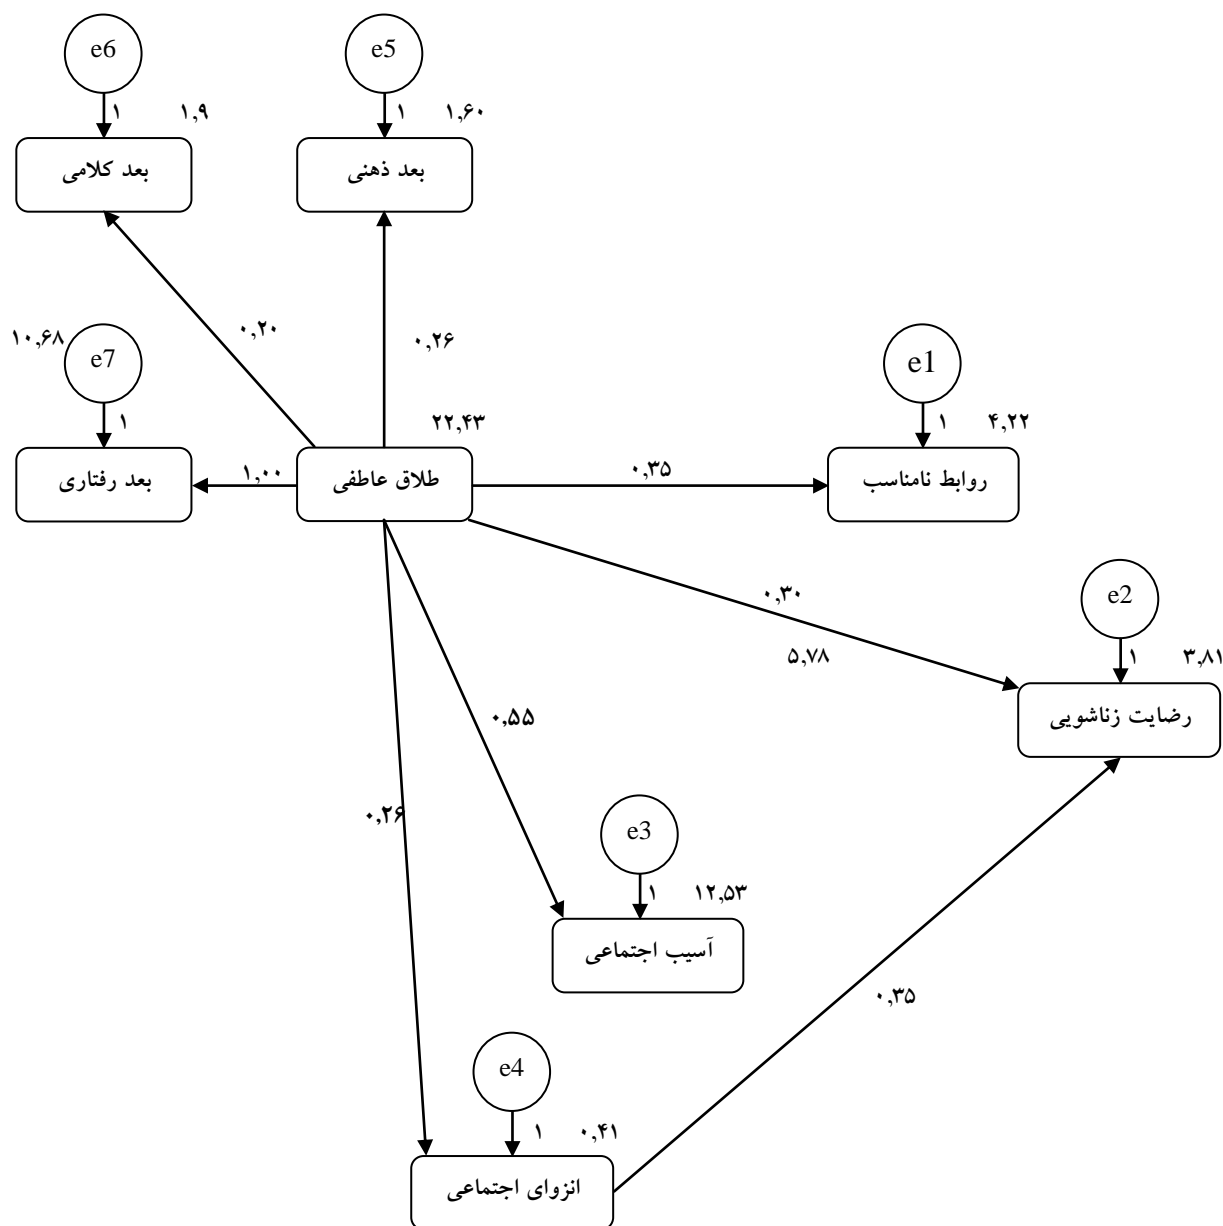 e6
e5
۱
۱,۹
۱
۱,۶۰
بعد کلامی
بعد ذهنی
۰,۲۰
۰,۲۶
۱۰,۶۸
e7
e1
۱
۲۲,۴۳
۱
۴,۲۲
بعد رفتاری
۱,۰۰
طلاق عاطفی
۰,۳۵
روابط نامناسب
۰,۳۰
e2
۵,۷۸
۱
۳,۸۱
رضایت زناشویی
۰,۵۵
۰,۲۶
e3
۱
۱۲,۵۳
آسیب اجتماعی
۰,۳۵
e4
۱
۰,۴۱
انزوای اجتماعی